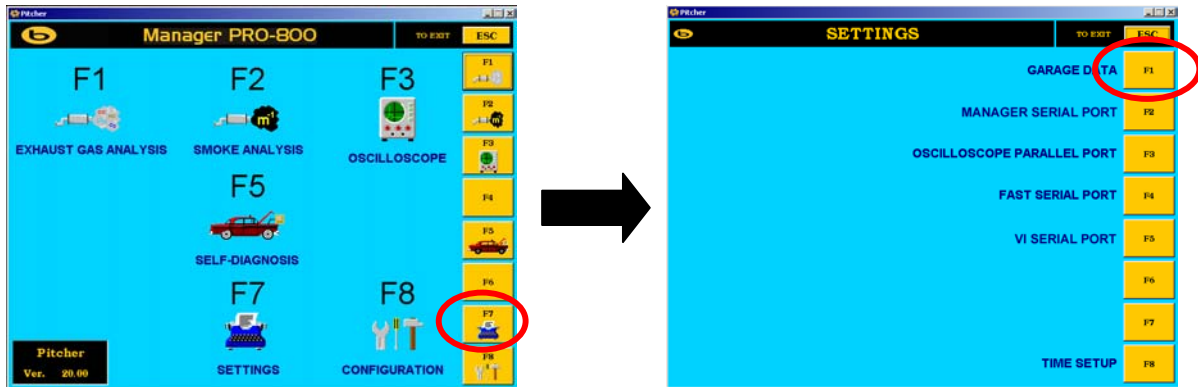 Pitcher
Manager PRO-800 TO EXIT ESC
F1 F2 F3
EXHAUST GAS ANALYSIS SMOKE ANALYSIS OSCILLOSCOPE
F5
SELF-DIAGNOSIS
F7 F8
SETTINGS CONFIGURATION
Pitcher
Ver. 20.00
F1
F2
m-1
F3
F4
F5
F6
F7
F8
Pitcher
SETTINGS TO EXIT ESC
GARAGE DATA F1
MANAGER SERIAL PORT F2
OSCILLOSCOPE PARALLEL PORT F3
FAST SERIAL PORT F4
VI SERIAL PORT F5
F6
F7
TIME SETUP F8